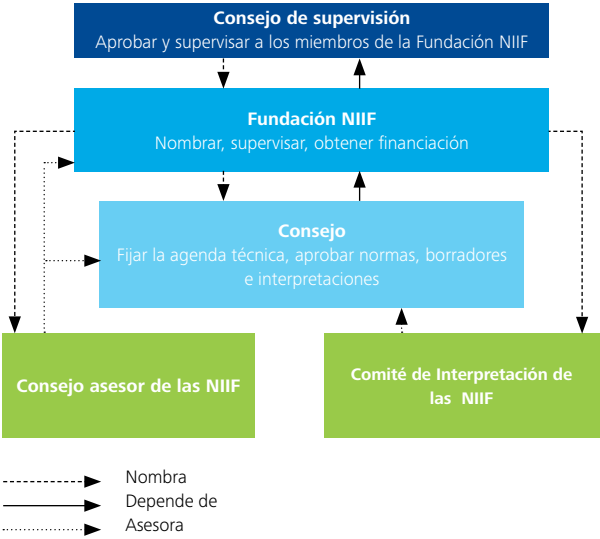 Consejo de supervisión
Aprobar y supervisar a los miembros de la Fundación NIIF
Fundación NIIF
Nombrar, supervisar, obtener financiación
Consejo
Fijar la agenda técnica, aprobar normas, borradores
e interpretaciones
Consejo asesor de las NIIF
Comité de Interpretación de
las NIIF
Nombra
Depende de
Asesora